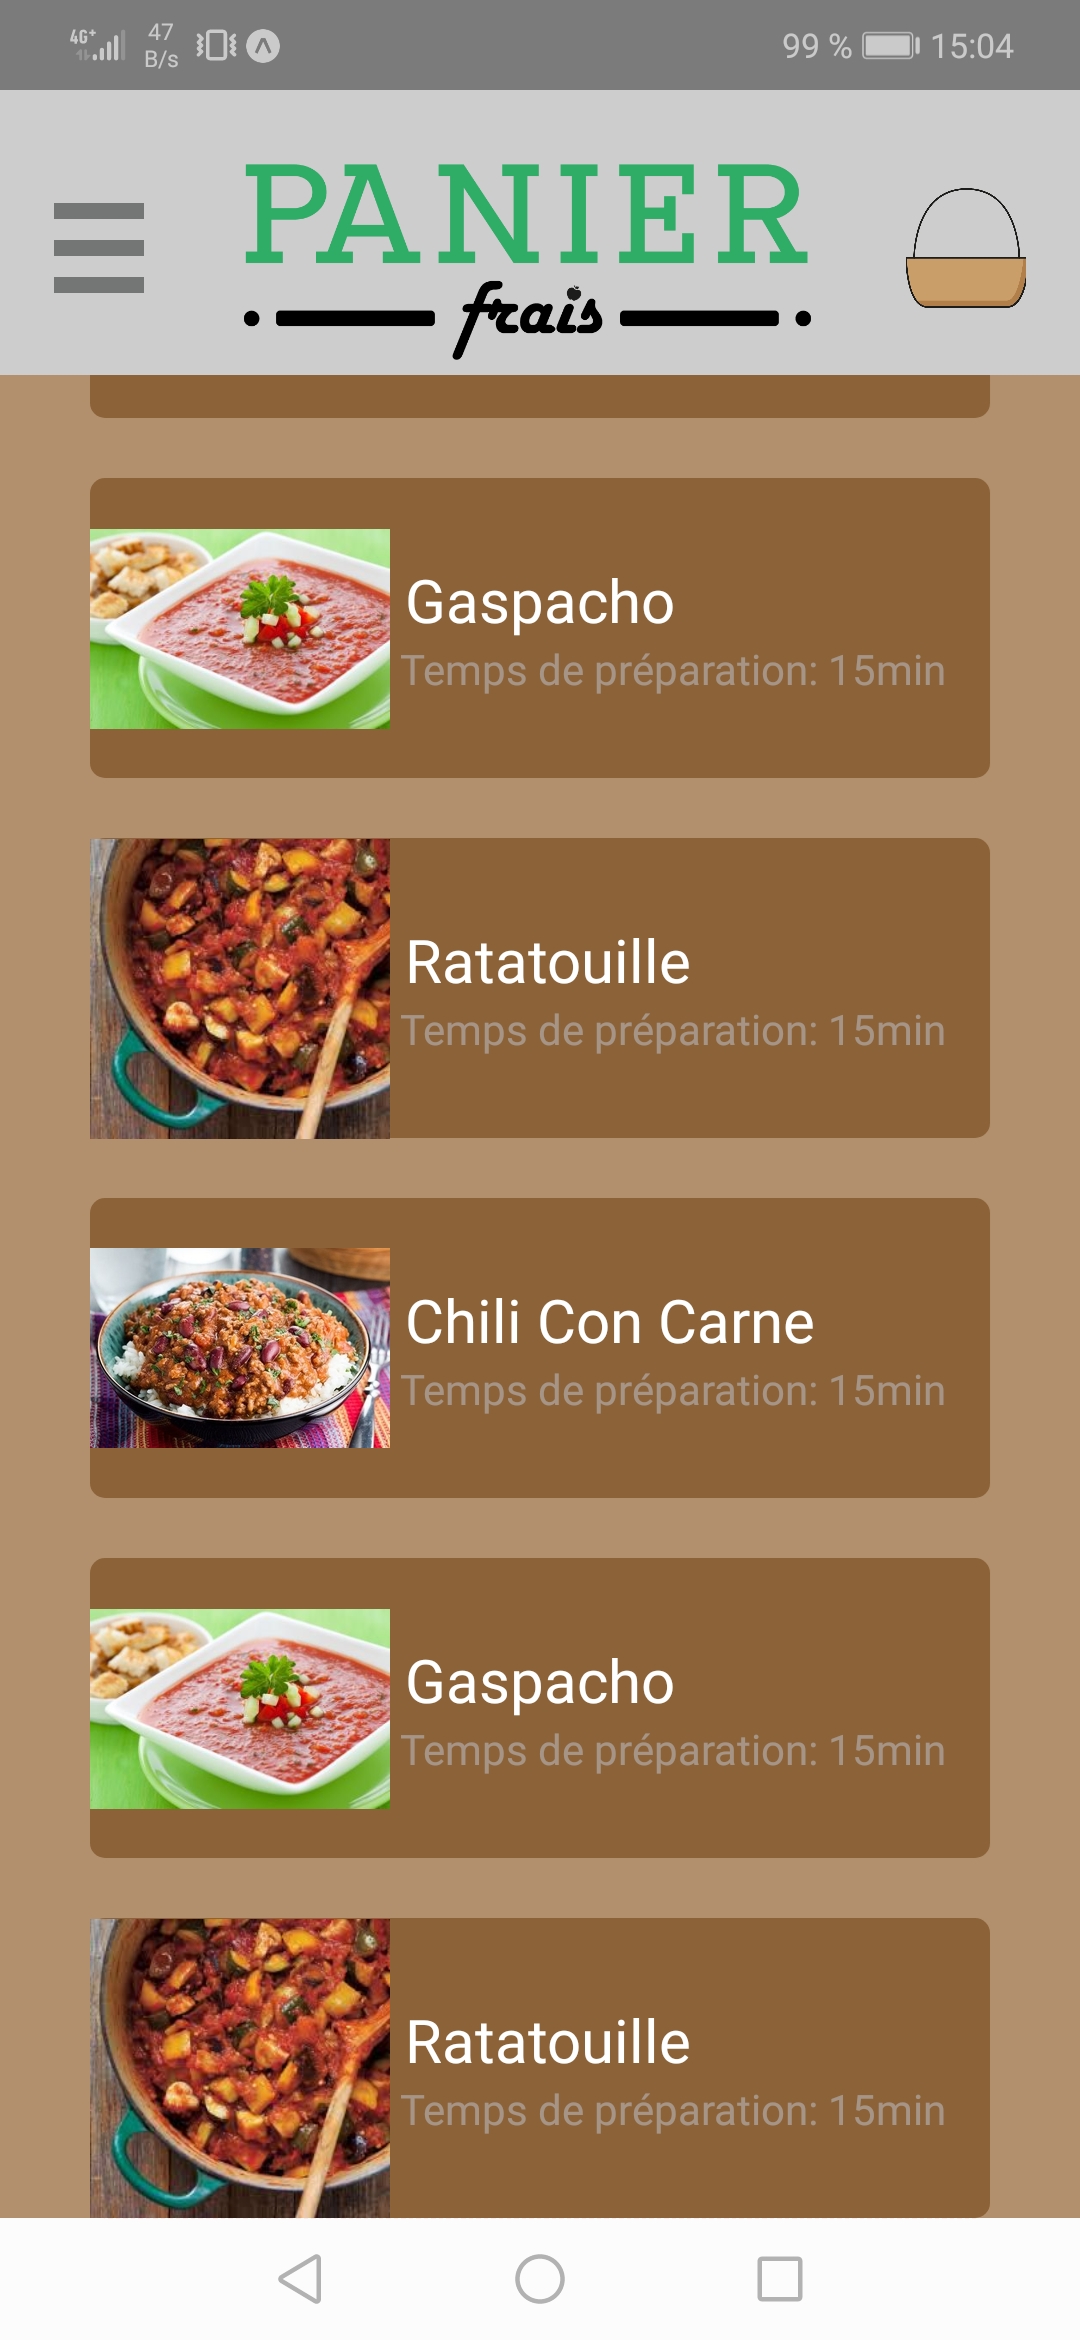 4G+
47
B/s
99 %
15:04
PANIER
frais
Gaspacho
Temps de préparation: 15min
Ratatouille
Temps de préparation: 15min
Chili Con Carne
Temps de préparation: 15min
Gaspacho
Temps de préparation: 15min
Ratatouille
Temps de préparation: 15min